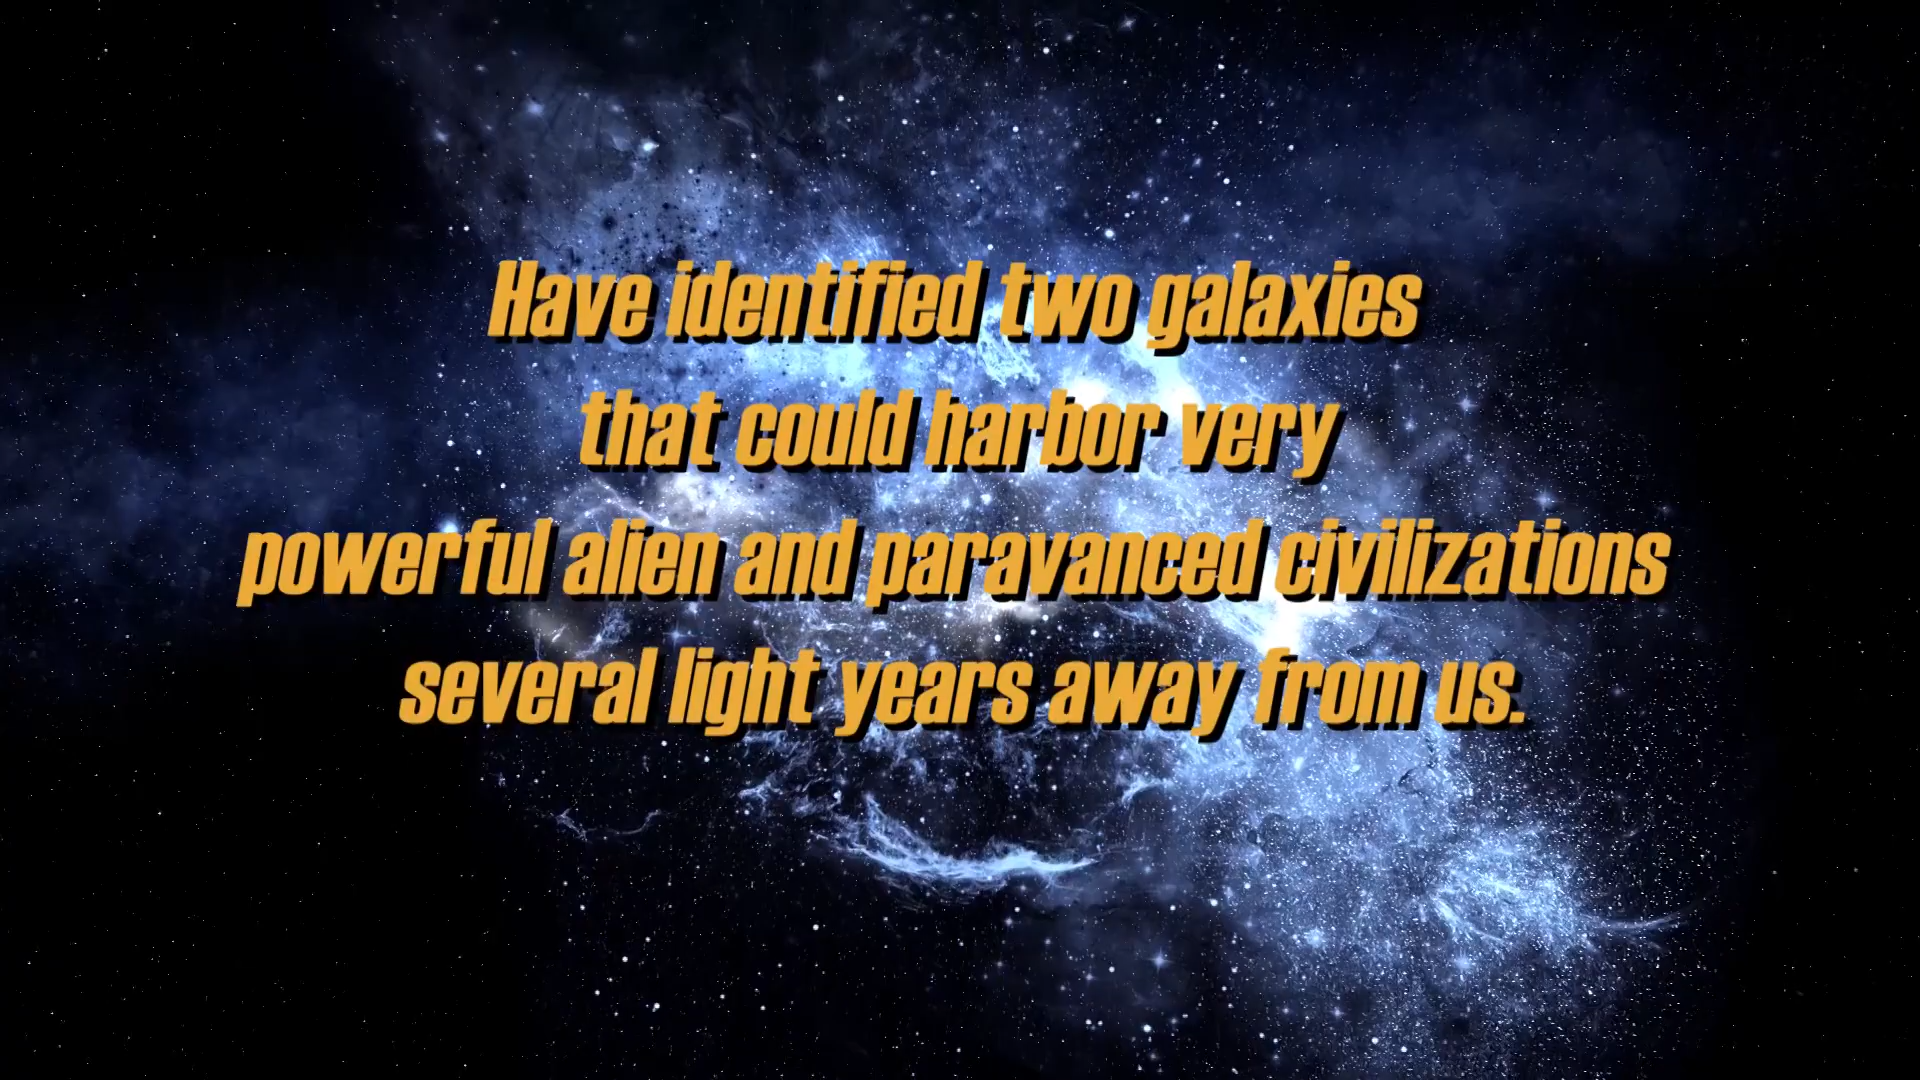 Have identified two galaxies
that could harbor very
powerful alien and paravanced civilizations
several light years away from us.